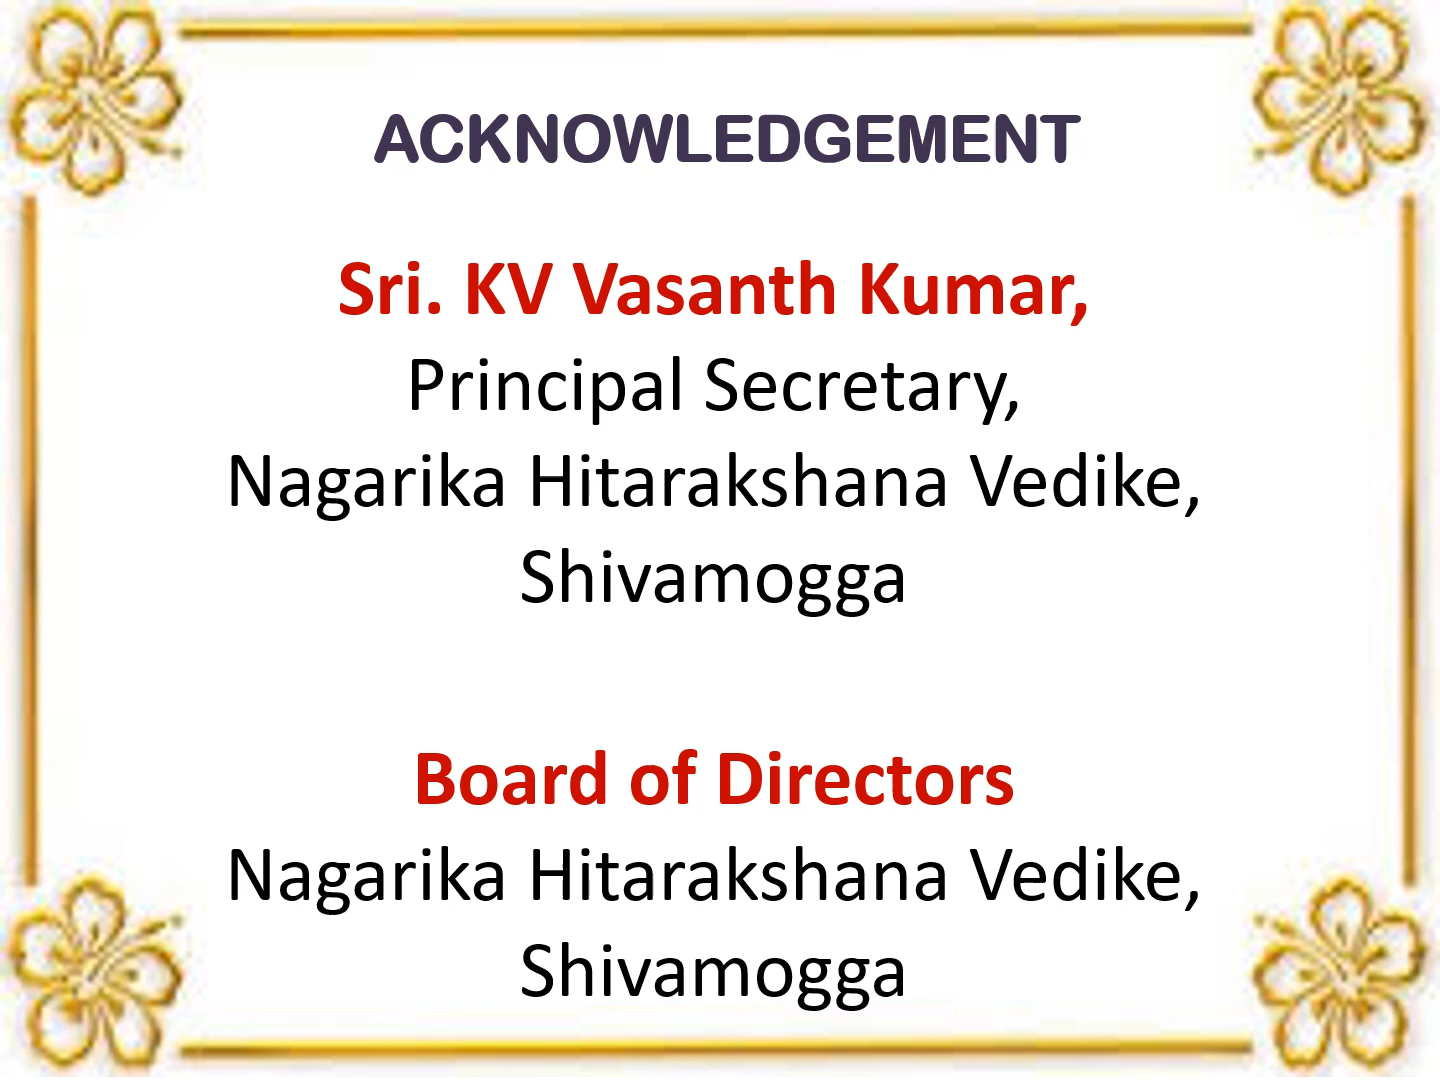 ACKNOWLEDGEMENT
Sri. KV Vasanth Kumar,
Principal Secretary,
Nagarika Hitarakshana Vedike,
Shivamogga
Board of Directors
Nagarika Hitarakshana Vedike,
Shivamogga